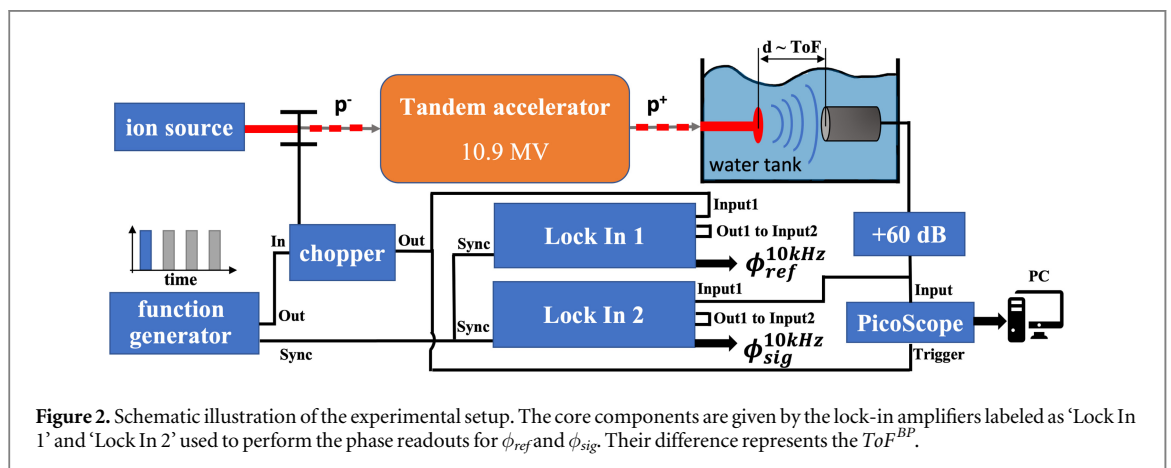 d ~ ToF
p⁻
p⁺
ion source
Tandem accelerator
10.9 MV
water tank
Input1
Lock In 1
Out1 to Input2
+60 dB
In
chopper
Out
Sync
ϕ_ref^10kHz
time
Input1
PC
Input
function
generator
Out
Lock In 2
Out1 to Input2
PicoScope
Sync
Sync
ϕ_sig^10kHz
Trigger
Figure 2. Schematic illustration of the experimental setup. The core components are given by the lock-in amplifiers labeled as ‘Lock In
1’ and ‘Lock In 2’ used to perform the phase readouts for ϕ_ref and ϕ_sig. Their difference represents the ToF^BP.